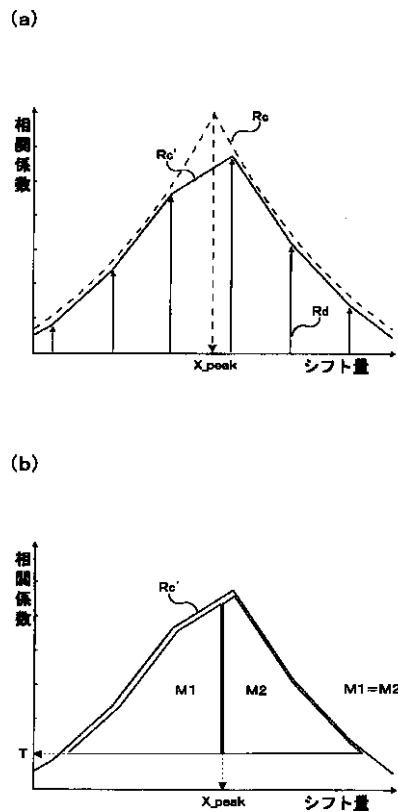 (a)
相関係数
Rc
Rc'
Rd
X_peak
シフト量
(b)
相関係数
Rc'
M1
M2
M1=M2
T
X_peak
シフト量